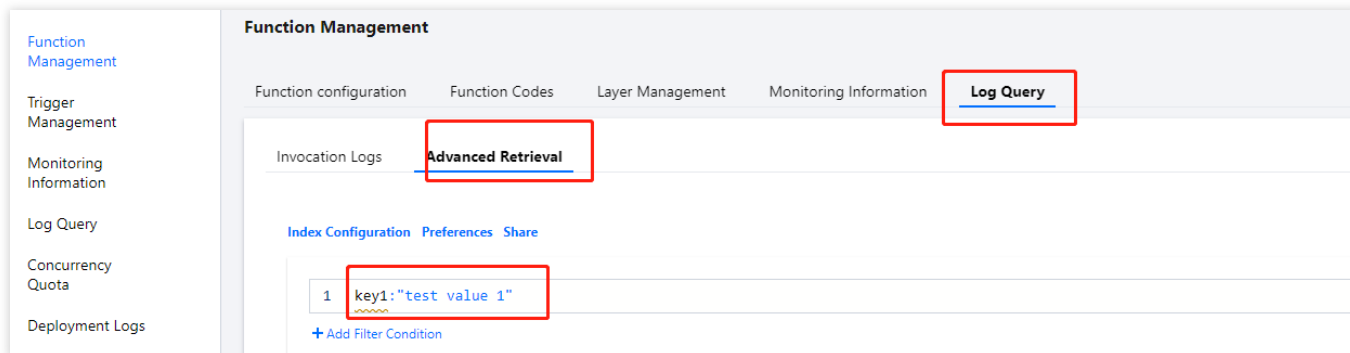 Function
Management
Trigger
Management
Monitoring
Information
Log Query
Concurrency
Quota
Deployment Logs
Function Management
Function configuration Function Codes Layer Management Monitoring Information Log Query
Invocation Logs Advanced Retrieval
Index Configuration Preferences Share
1 key1:"test value 1"
+ Add Filter Condition